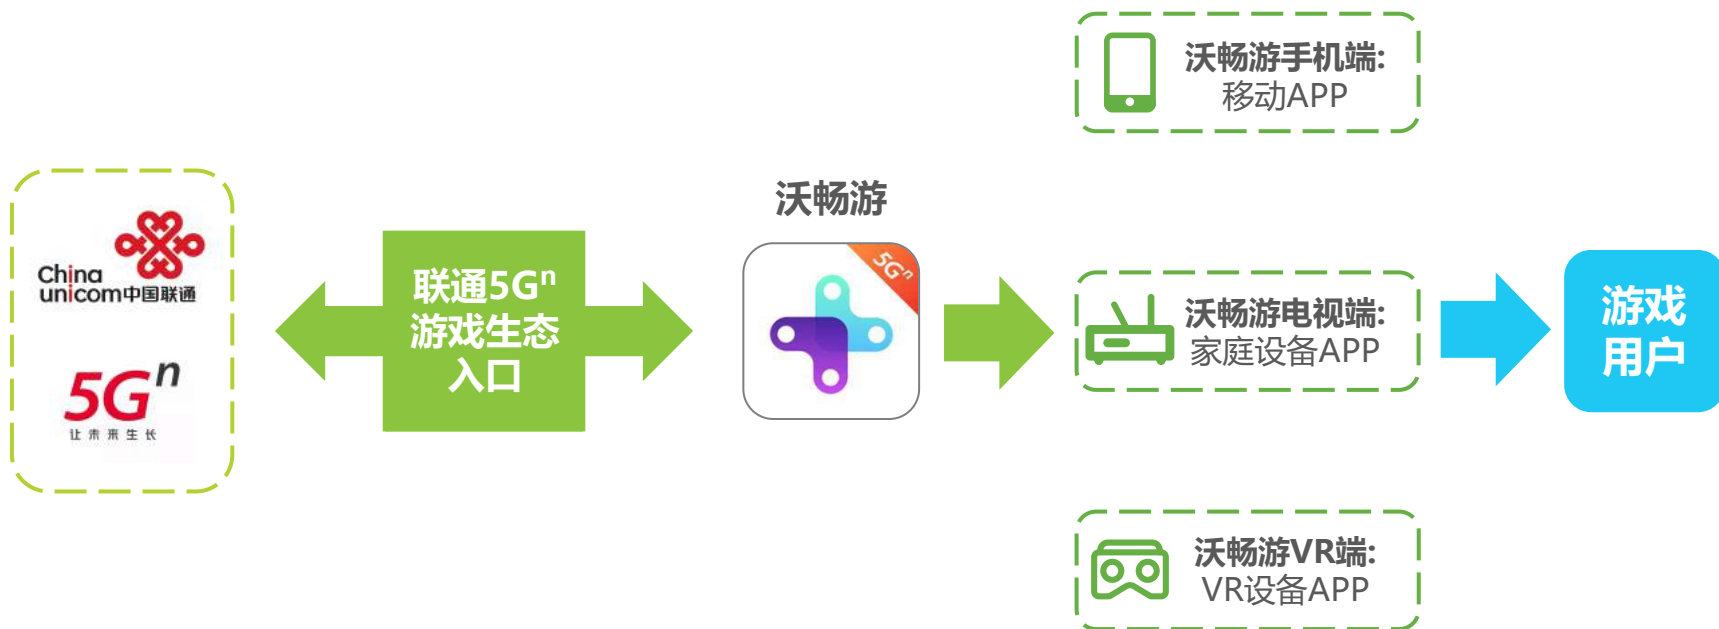 China
unicom中国联通
5Gⁿ
让未来生长
联通5Gⁿ
游戏生态
入口
沃畅游
5Gⁿ
沃畅游手机端:
移动APP
沃畅游电视端:
家庭设备APP
沃畅游VR端:
VR设备APP
游戏
用户